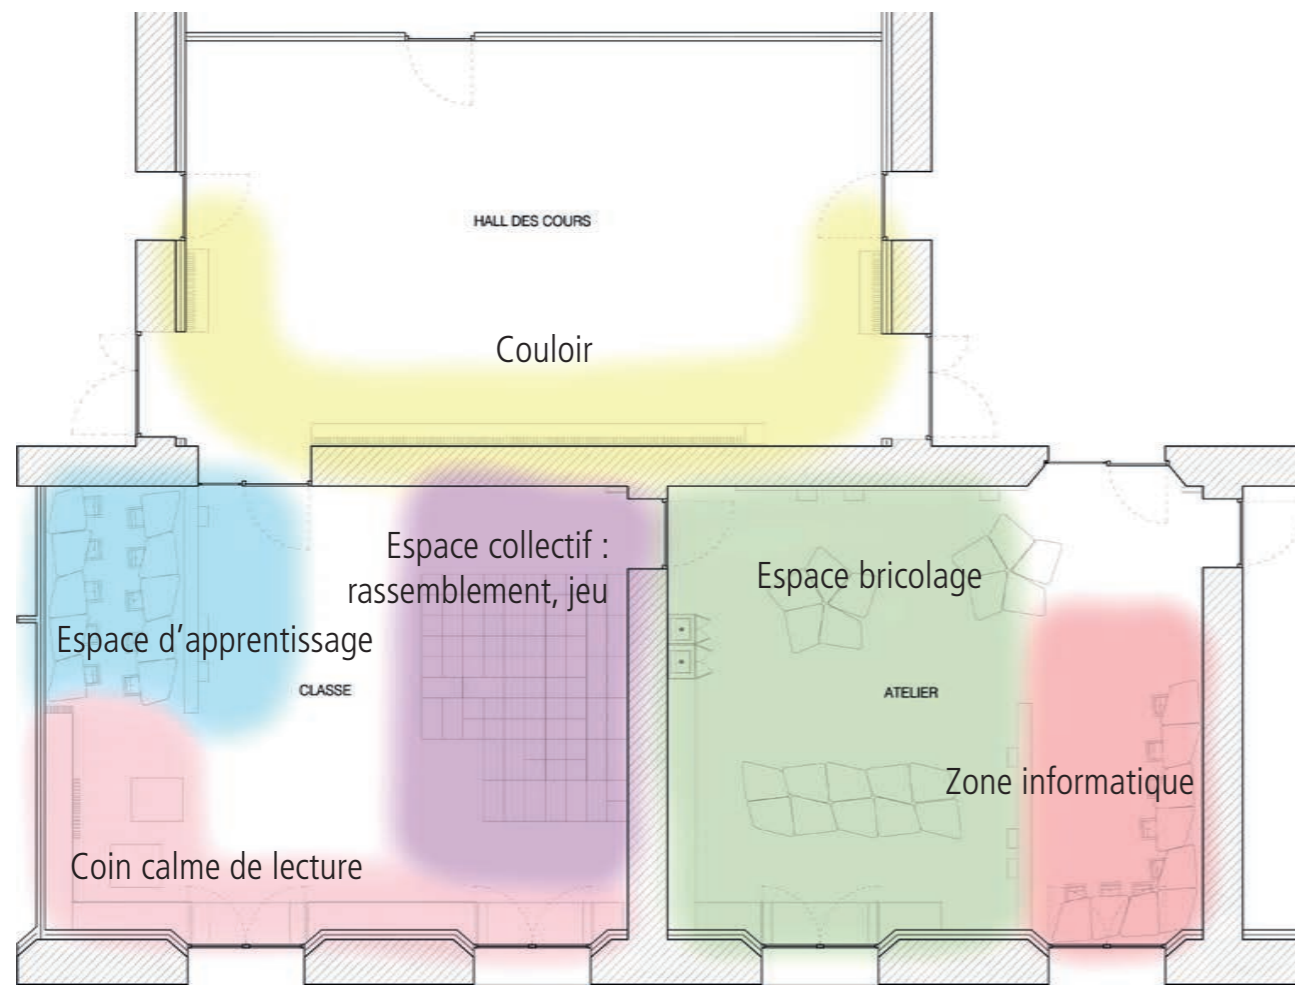 HALL DES COURS
Couloir
Espace collectif :
rassemblement, jeu
Espace bricolage
Espace d’apprentissage
CLASSE
ATELIER
Zone informatique
Coin calme de lecture